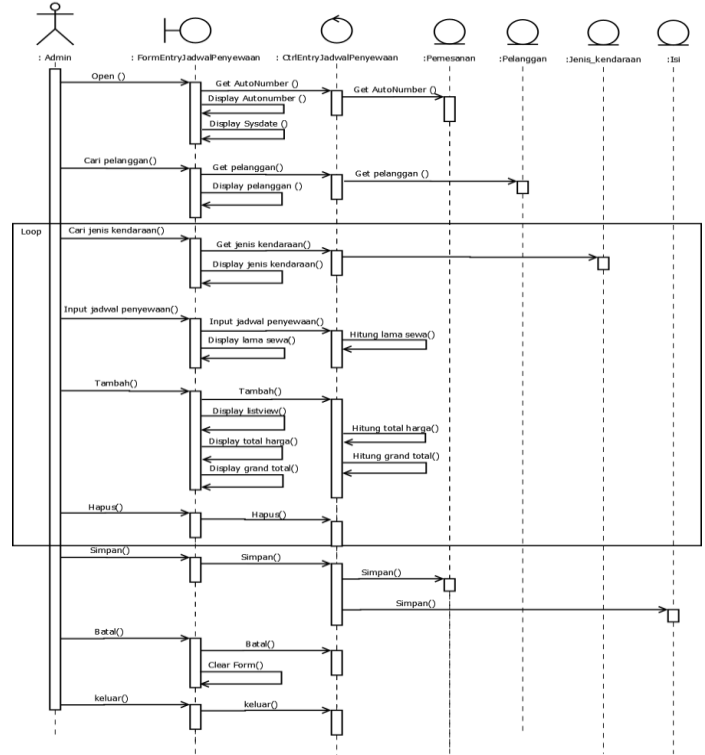 : Admin
: FormEntryJadwalPenyewaan
: CtrlEntryJadwalPenyewaan
:Pemesanan
:Pelanggan
:Jenis_kendaraan
:Isi
Open ()
Get AutoNumber ()
Get AutoNumber ()
Display Autonumber ()
Display Sysdate ()
Cari pelanggan()
Get pelanggan()
Get pelanggan ()
Display pelanggan ()
Loop
Cari jenis kendaraan()
Get jenis kendaraan()
Display jenis kendaraan()
Input jadwal penyewaan()
Input jadwal penyewaan()
Hitung lama sewa()
Display lama sewa()
Tambah()
Tambah()
Display listview()
Hitung total harga()
Display total harga()
Hitung grand total()
Display grand total()
Hapus()
Hapus()
Simpan()
Simpan()
Simpan()
Simpan()
Batal()
Batal()
Clear Form()
keluar()
keluar()